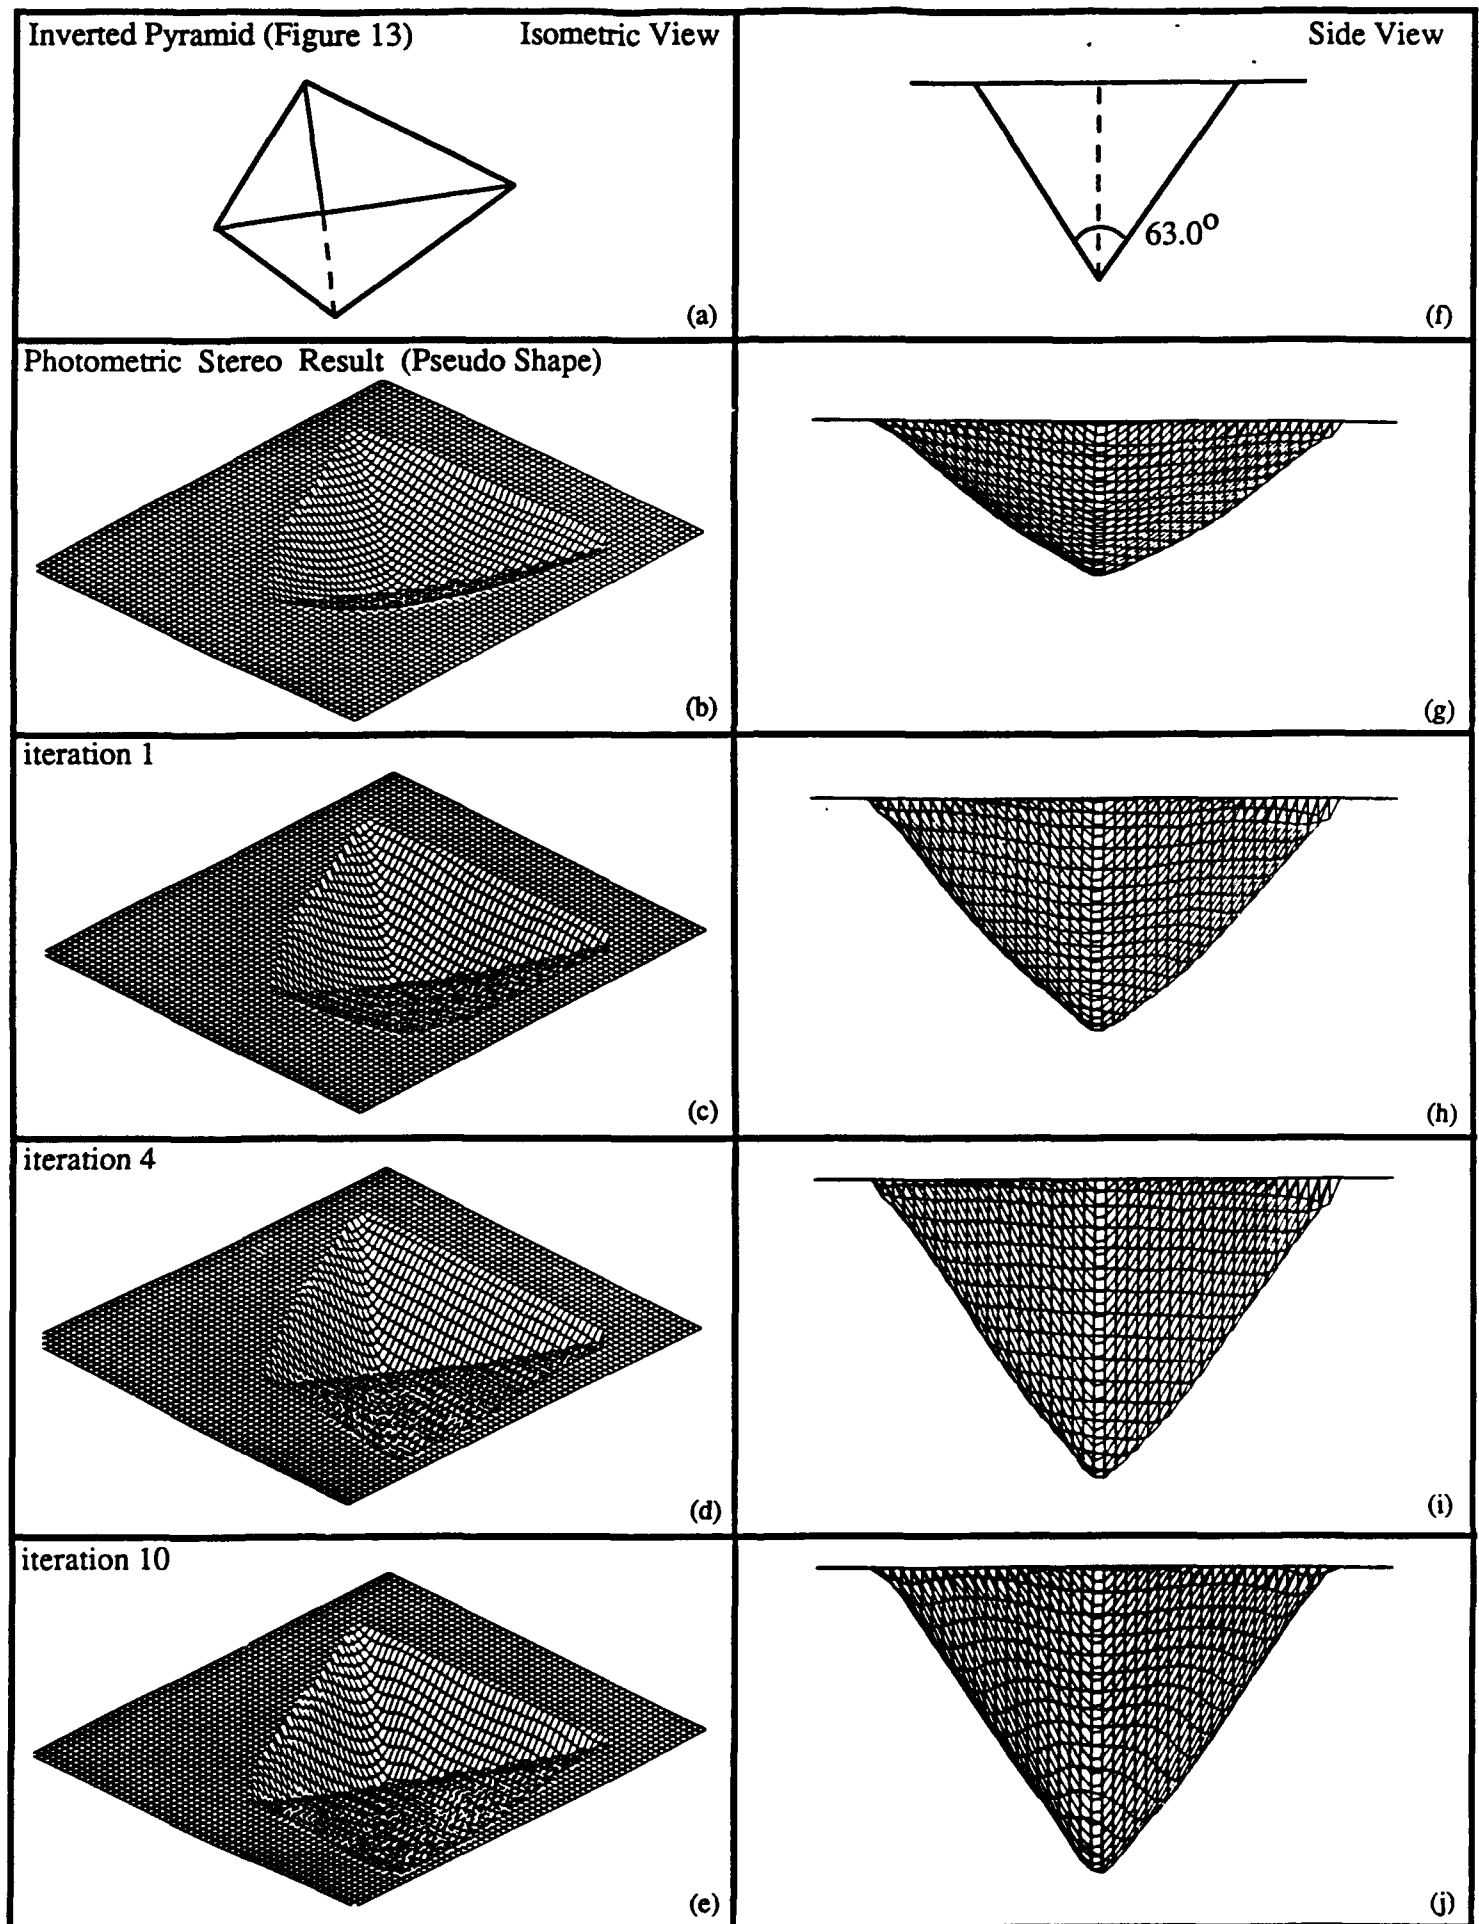 Inverted Pyramid (Figure 13) Isometric View
Side View
63.0°
(a)
(f)
Photometric Stereo Result (Pseudo Shape)
(b)
(g)
iteration 1
(c)
(h)
iteration 4
(d)
(i)
iteration 10
(e)
(j)